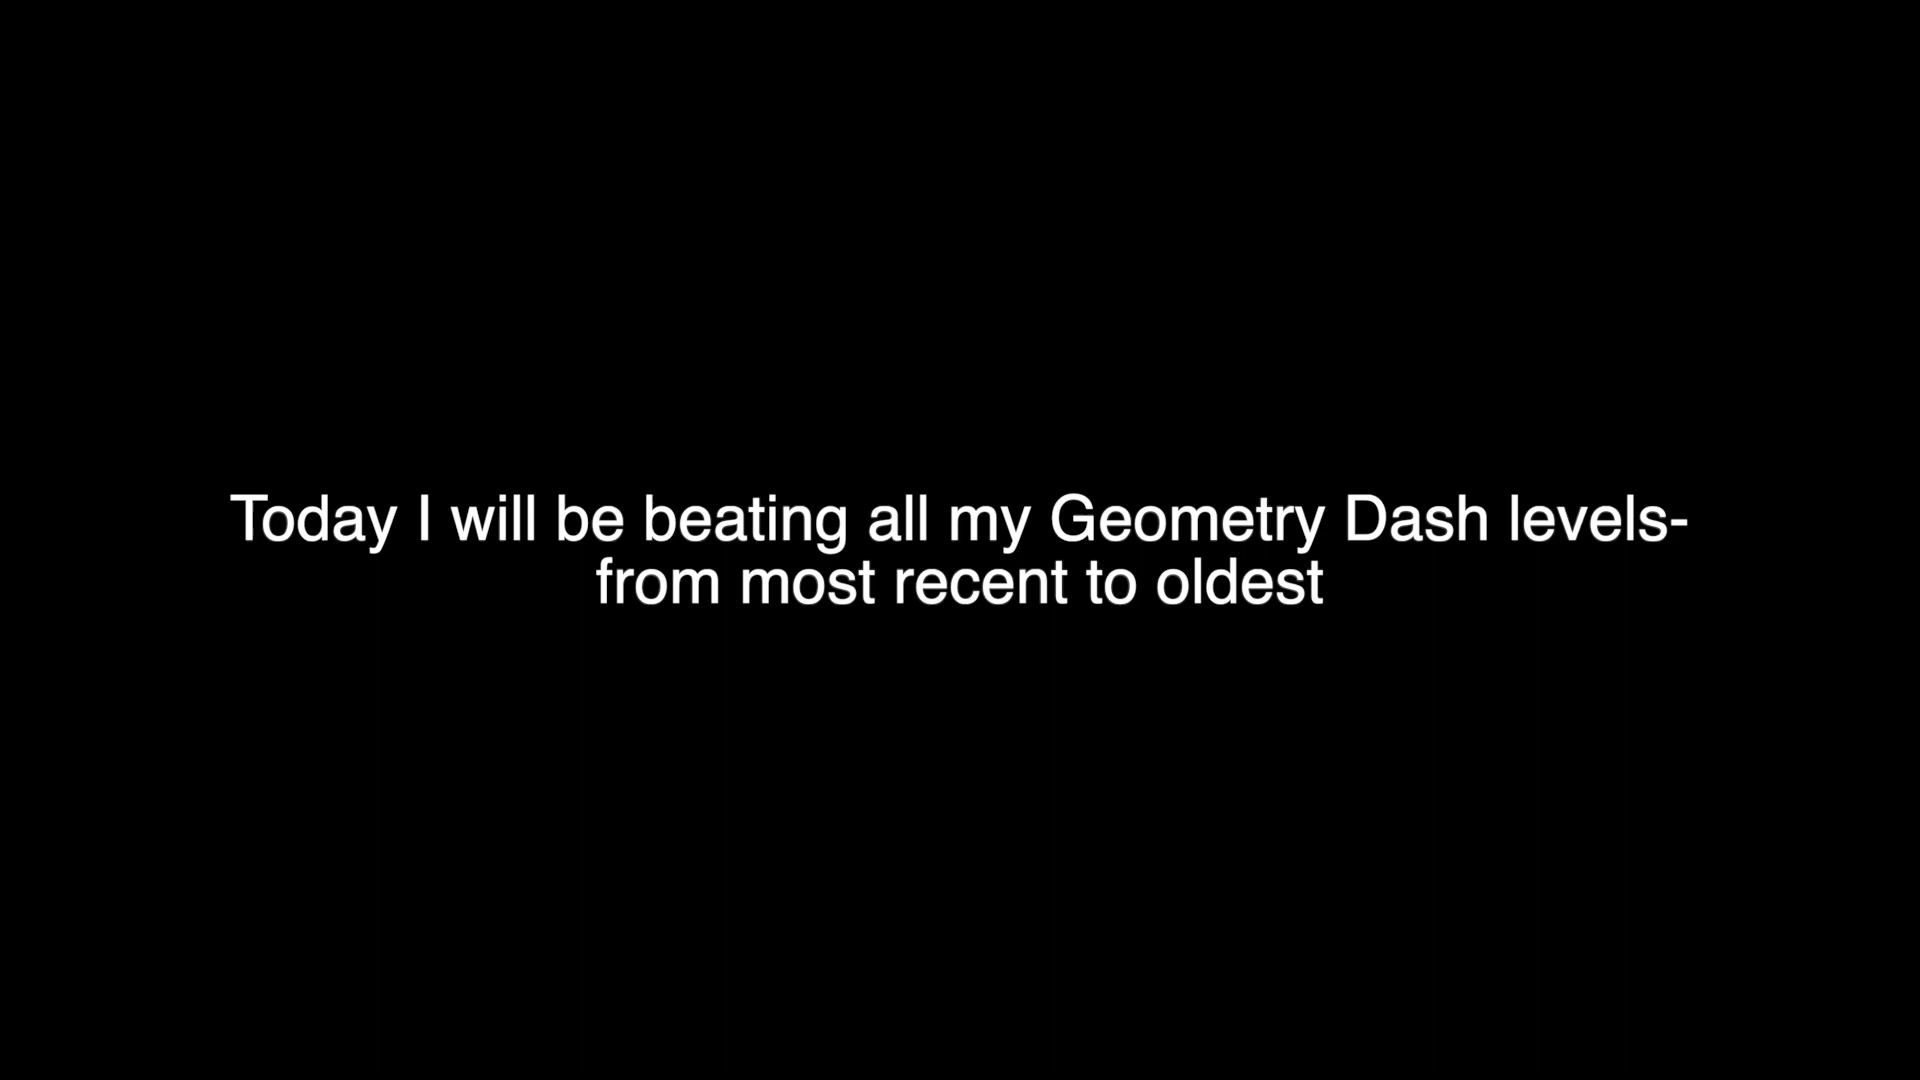 Today I will be beating all my Geometry Dash levels-
from most recent to oldest